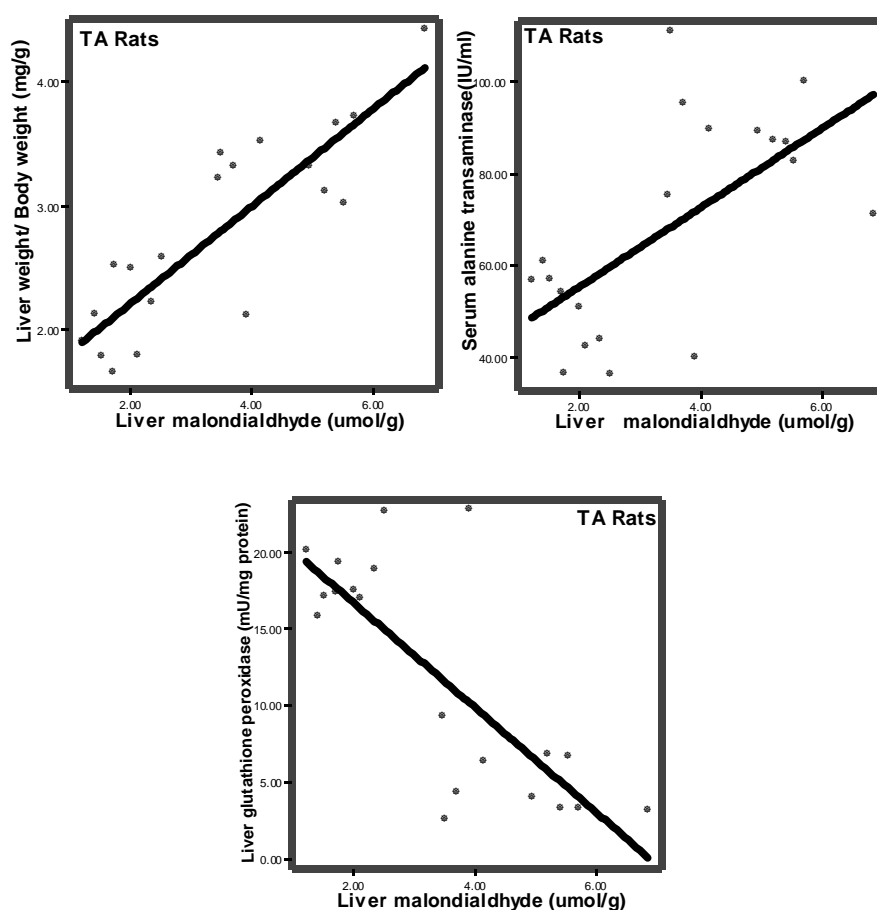 TA Rats
Liver weight/ Body weight (mg/g)
4.00
3.00
2.00
2.00
4.00
6.00
Liver malondialdhyde (umol/g)
TA Rats
Serum alanine transaminase(IU/ml)
100.00
80.00
60.00
40.00
2.00
4.00
6.00
Liver malondialdhyde (umol/g)
TA Rats
Liver glutathione peroxidase (mU/mg protein)
20.00
15.00
10.00
5.00
0.00
2.00
4.00
6.00
Liver malondialdhyde (umol/g)